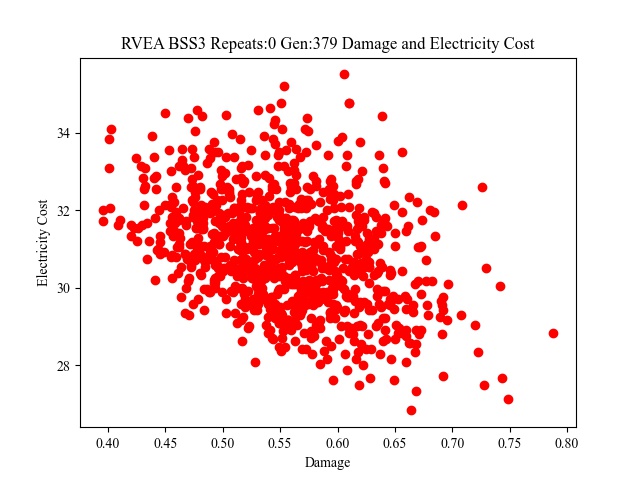 RVEA BSS3 Repeats:0 Gen:379 Damage and Electricity Cost
34
32
30
28
Electricity Cost
0.40 0.45 0.50 0.55 0.60 0.65 0.70 0.75 0.80
Damage